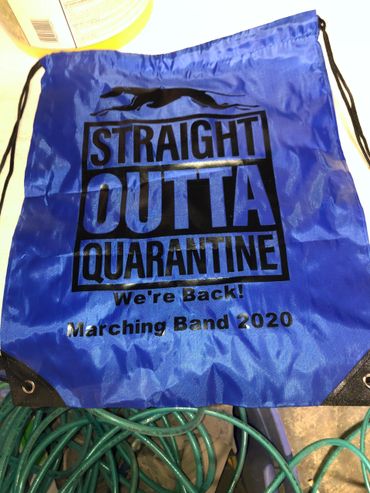 STRAIGHT
OUTTA
QUARANTINE
We're Back!
Marching Band 2020